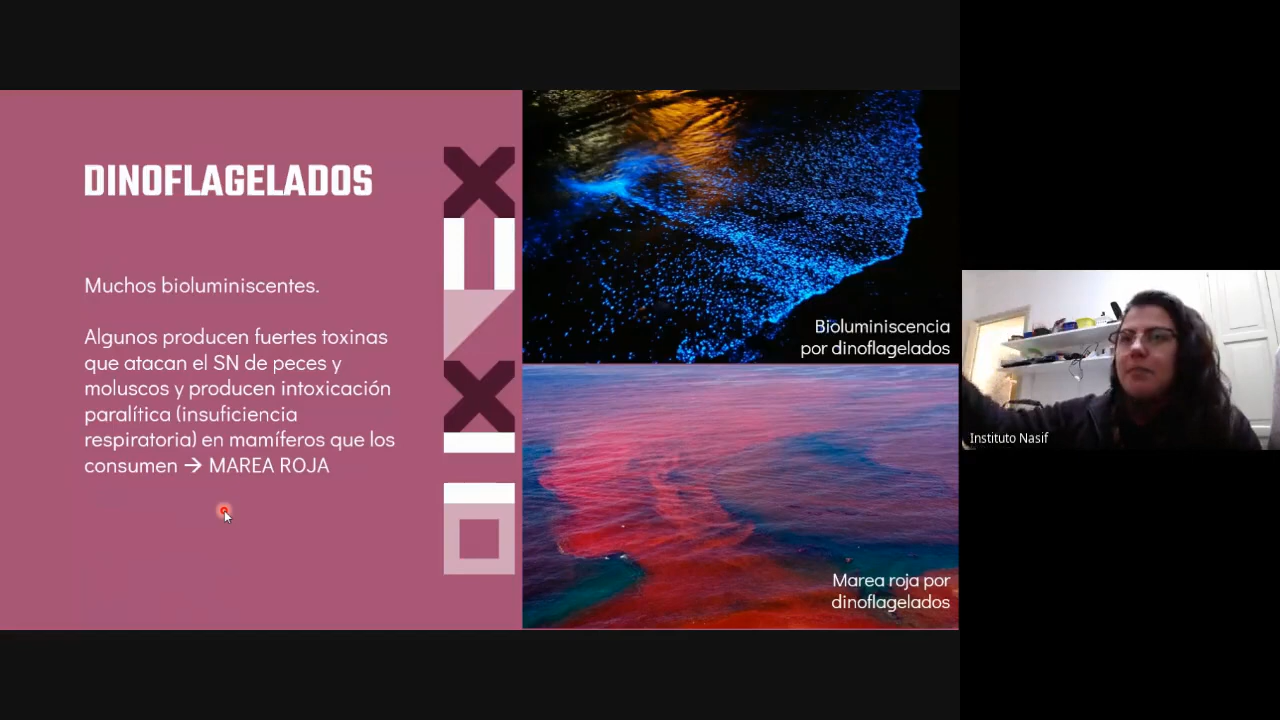 DINOFLAGELADOS
Muchos bioluminiscentes.
Algunos producen fuertes toxinas
que atacan el SN de peces y
moluscos y producen intoxicación
paralítica (insuficiencia
respiratoria) en mamíferos que los
consumen → MAREA ROJA
Bioluminiscencia
por dinoflagelados
Marea roja por
dinoflagelados
Instituto Nasif